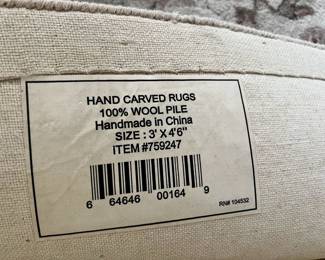 HAND CARVED RUGS
100% WOOL PILE
Handmade in China
SIZE : 3' X 4'6"
ITEM #759247
6 64646 00164 9
RN# 104532